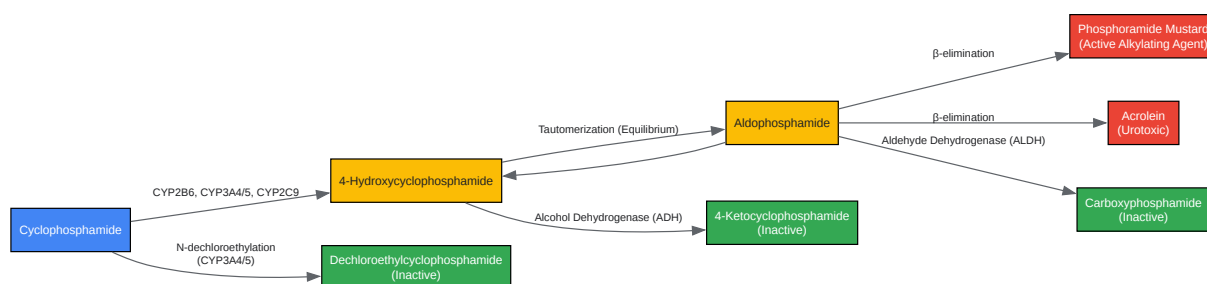 Phosphoramide Mustard
(Active Alkylating Agent)
β-elimination
Aldophosphamide
β-elimination
Acrolein
(Urotoxic)
Tautomerization (Equilibrium)
Aldehyde Dehydrogenase (ALDH)
4-Hydroxycyclophosphamide
CYP2B6, CYP3A4/5, CYP2C9
Carboxyphosphamide
(Inactive)
Alcohol Dehydrogenase (ADH)
4-Ketocyclophosphamide
(Inactive)
Cyclophosphamide
N-dechloroethylation
(CYP3A4/5)
Dechloroethylcyclophosphamide
(Inactive)